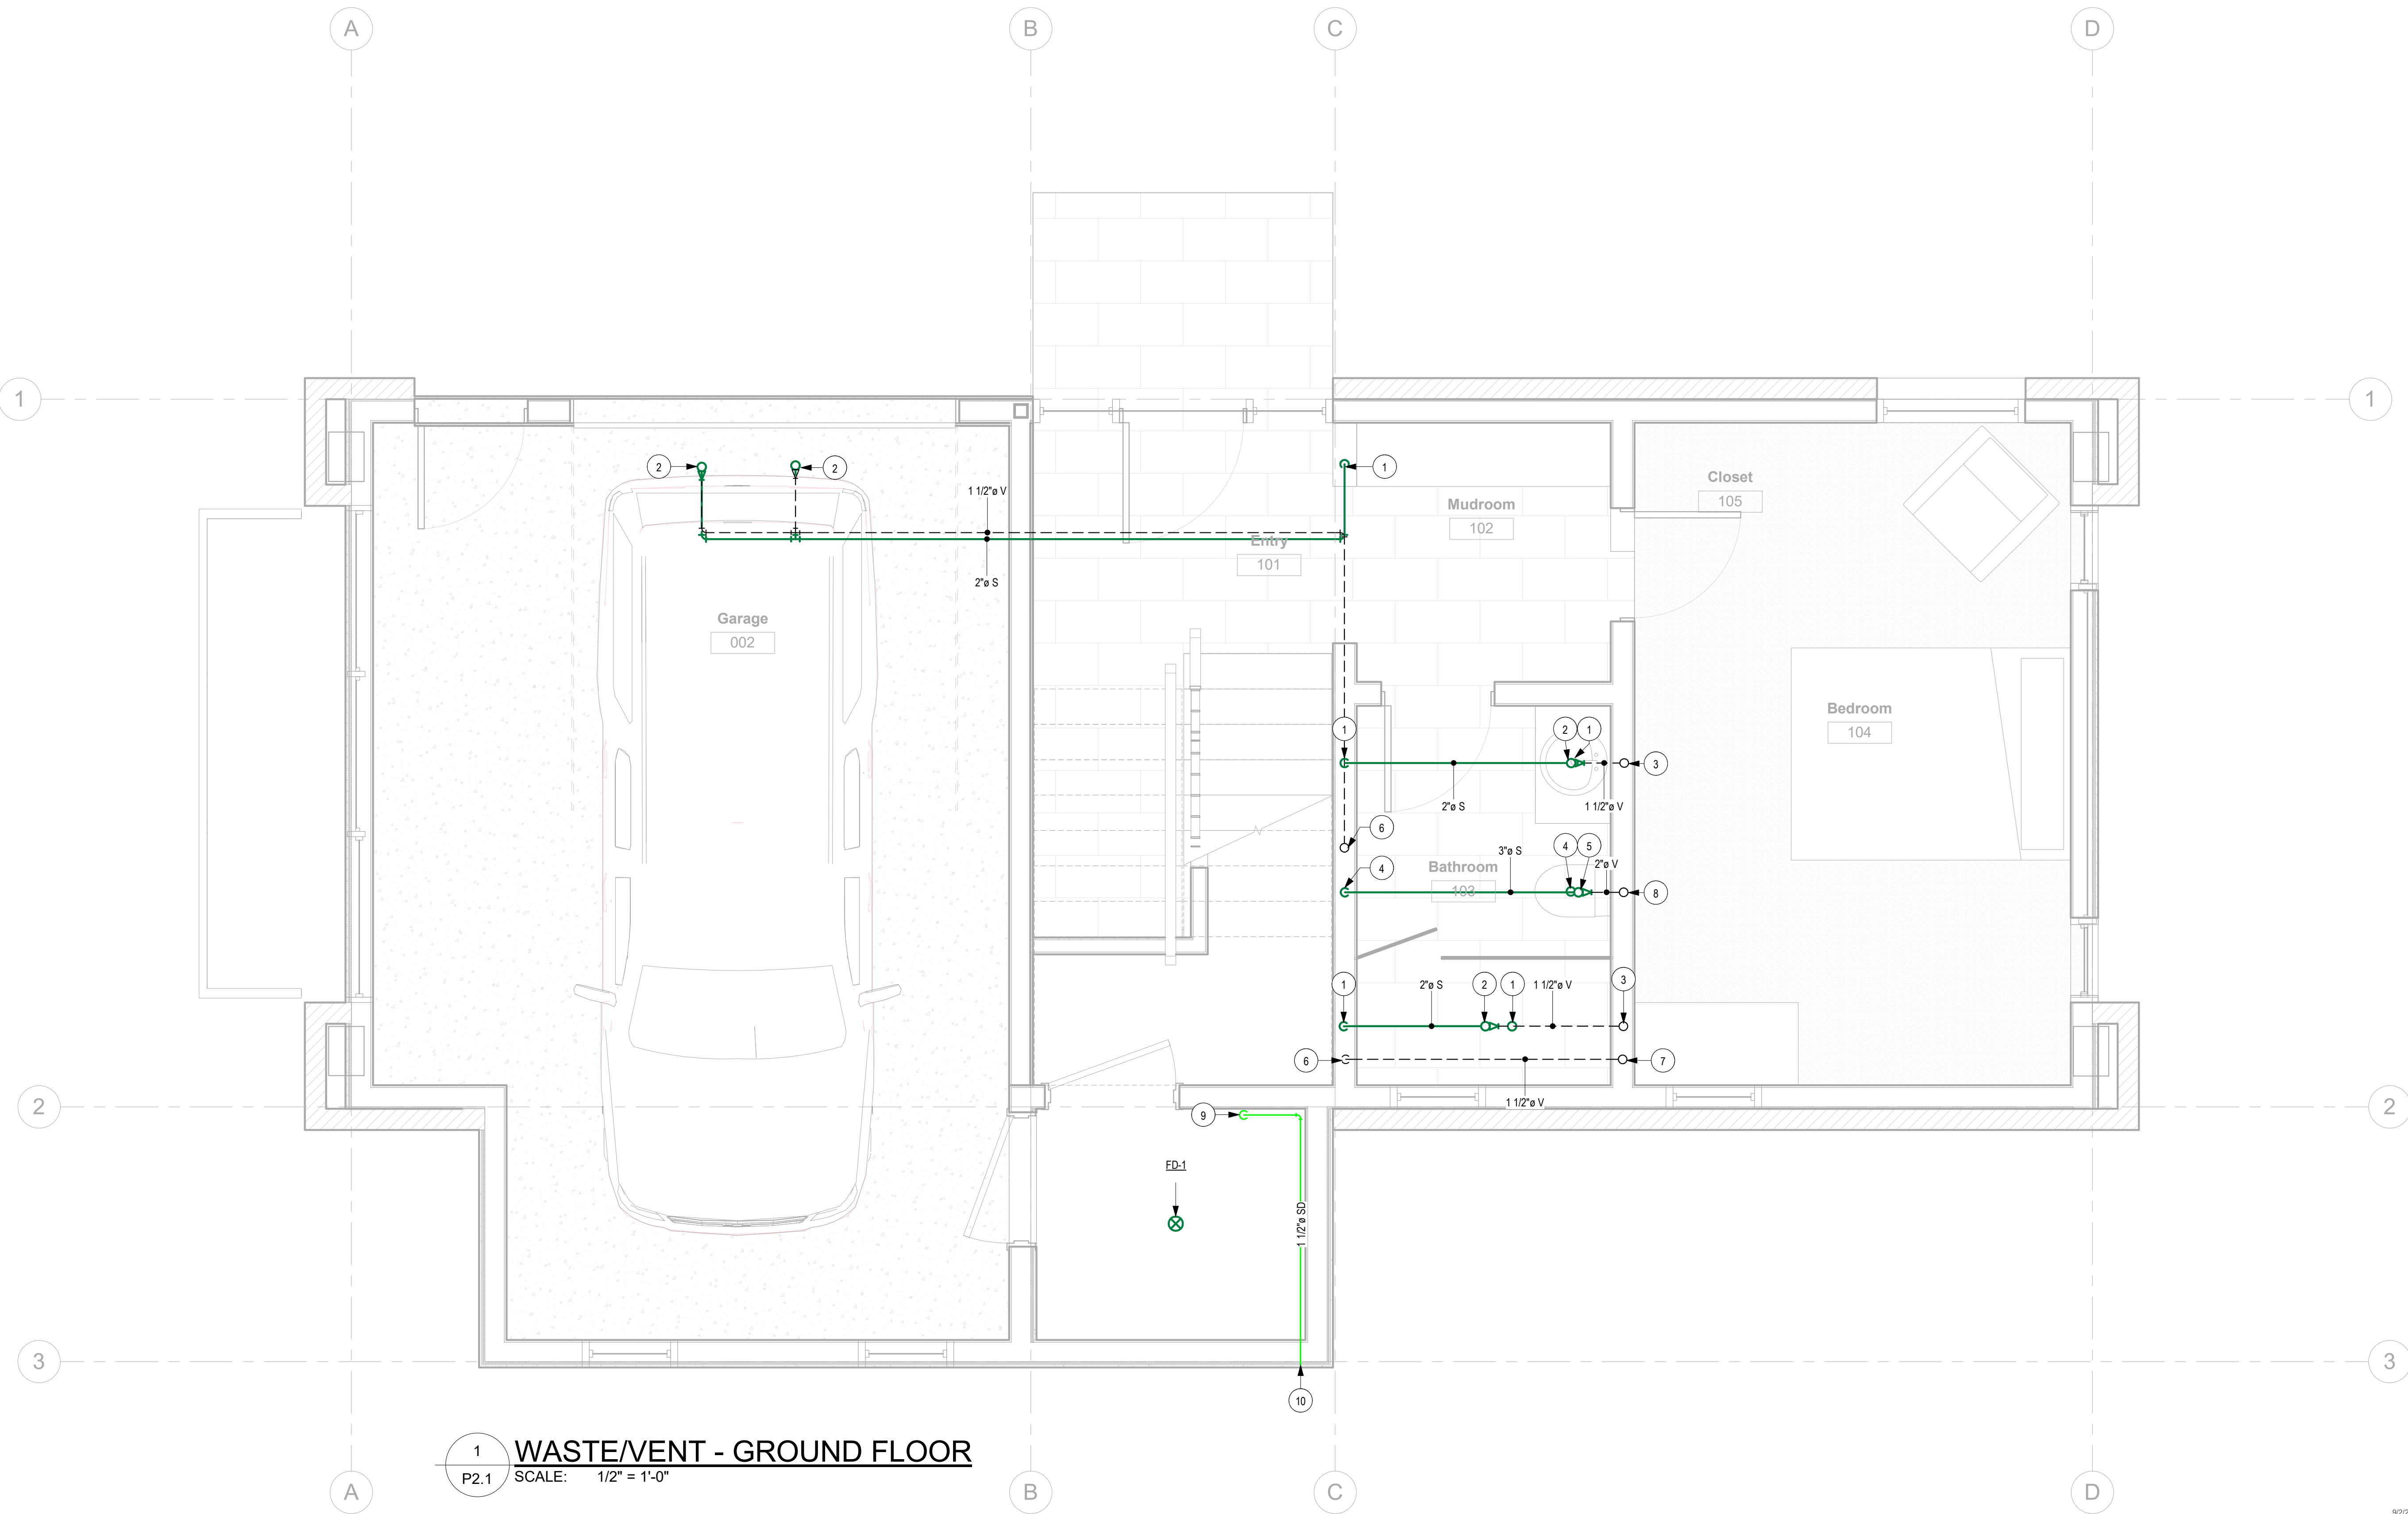 A
B
C
D
1
1
2
2
1
1 1/2"ø V
Closet
105
Mudroom
102
Entry
101
2"ø S
Garage
002
Bedroom
104
1
2
1
3
2"ø S
1 1/2"ø V
6
3"ø S
4
5
2"ø V
4
Bathroom
103
8
1
2"ø S
2
1
1 1/2"ø V
3
6
7
1 1/2"ø V
2
2
9
FD-1
1 1/2"ø SD
3
3
10
1
WASTE/VENT - GROUND FLOOR
P2.1
SCALE: 1/2" = 1'-0"
A
B
C
D